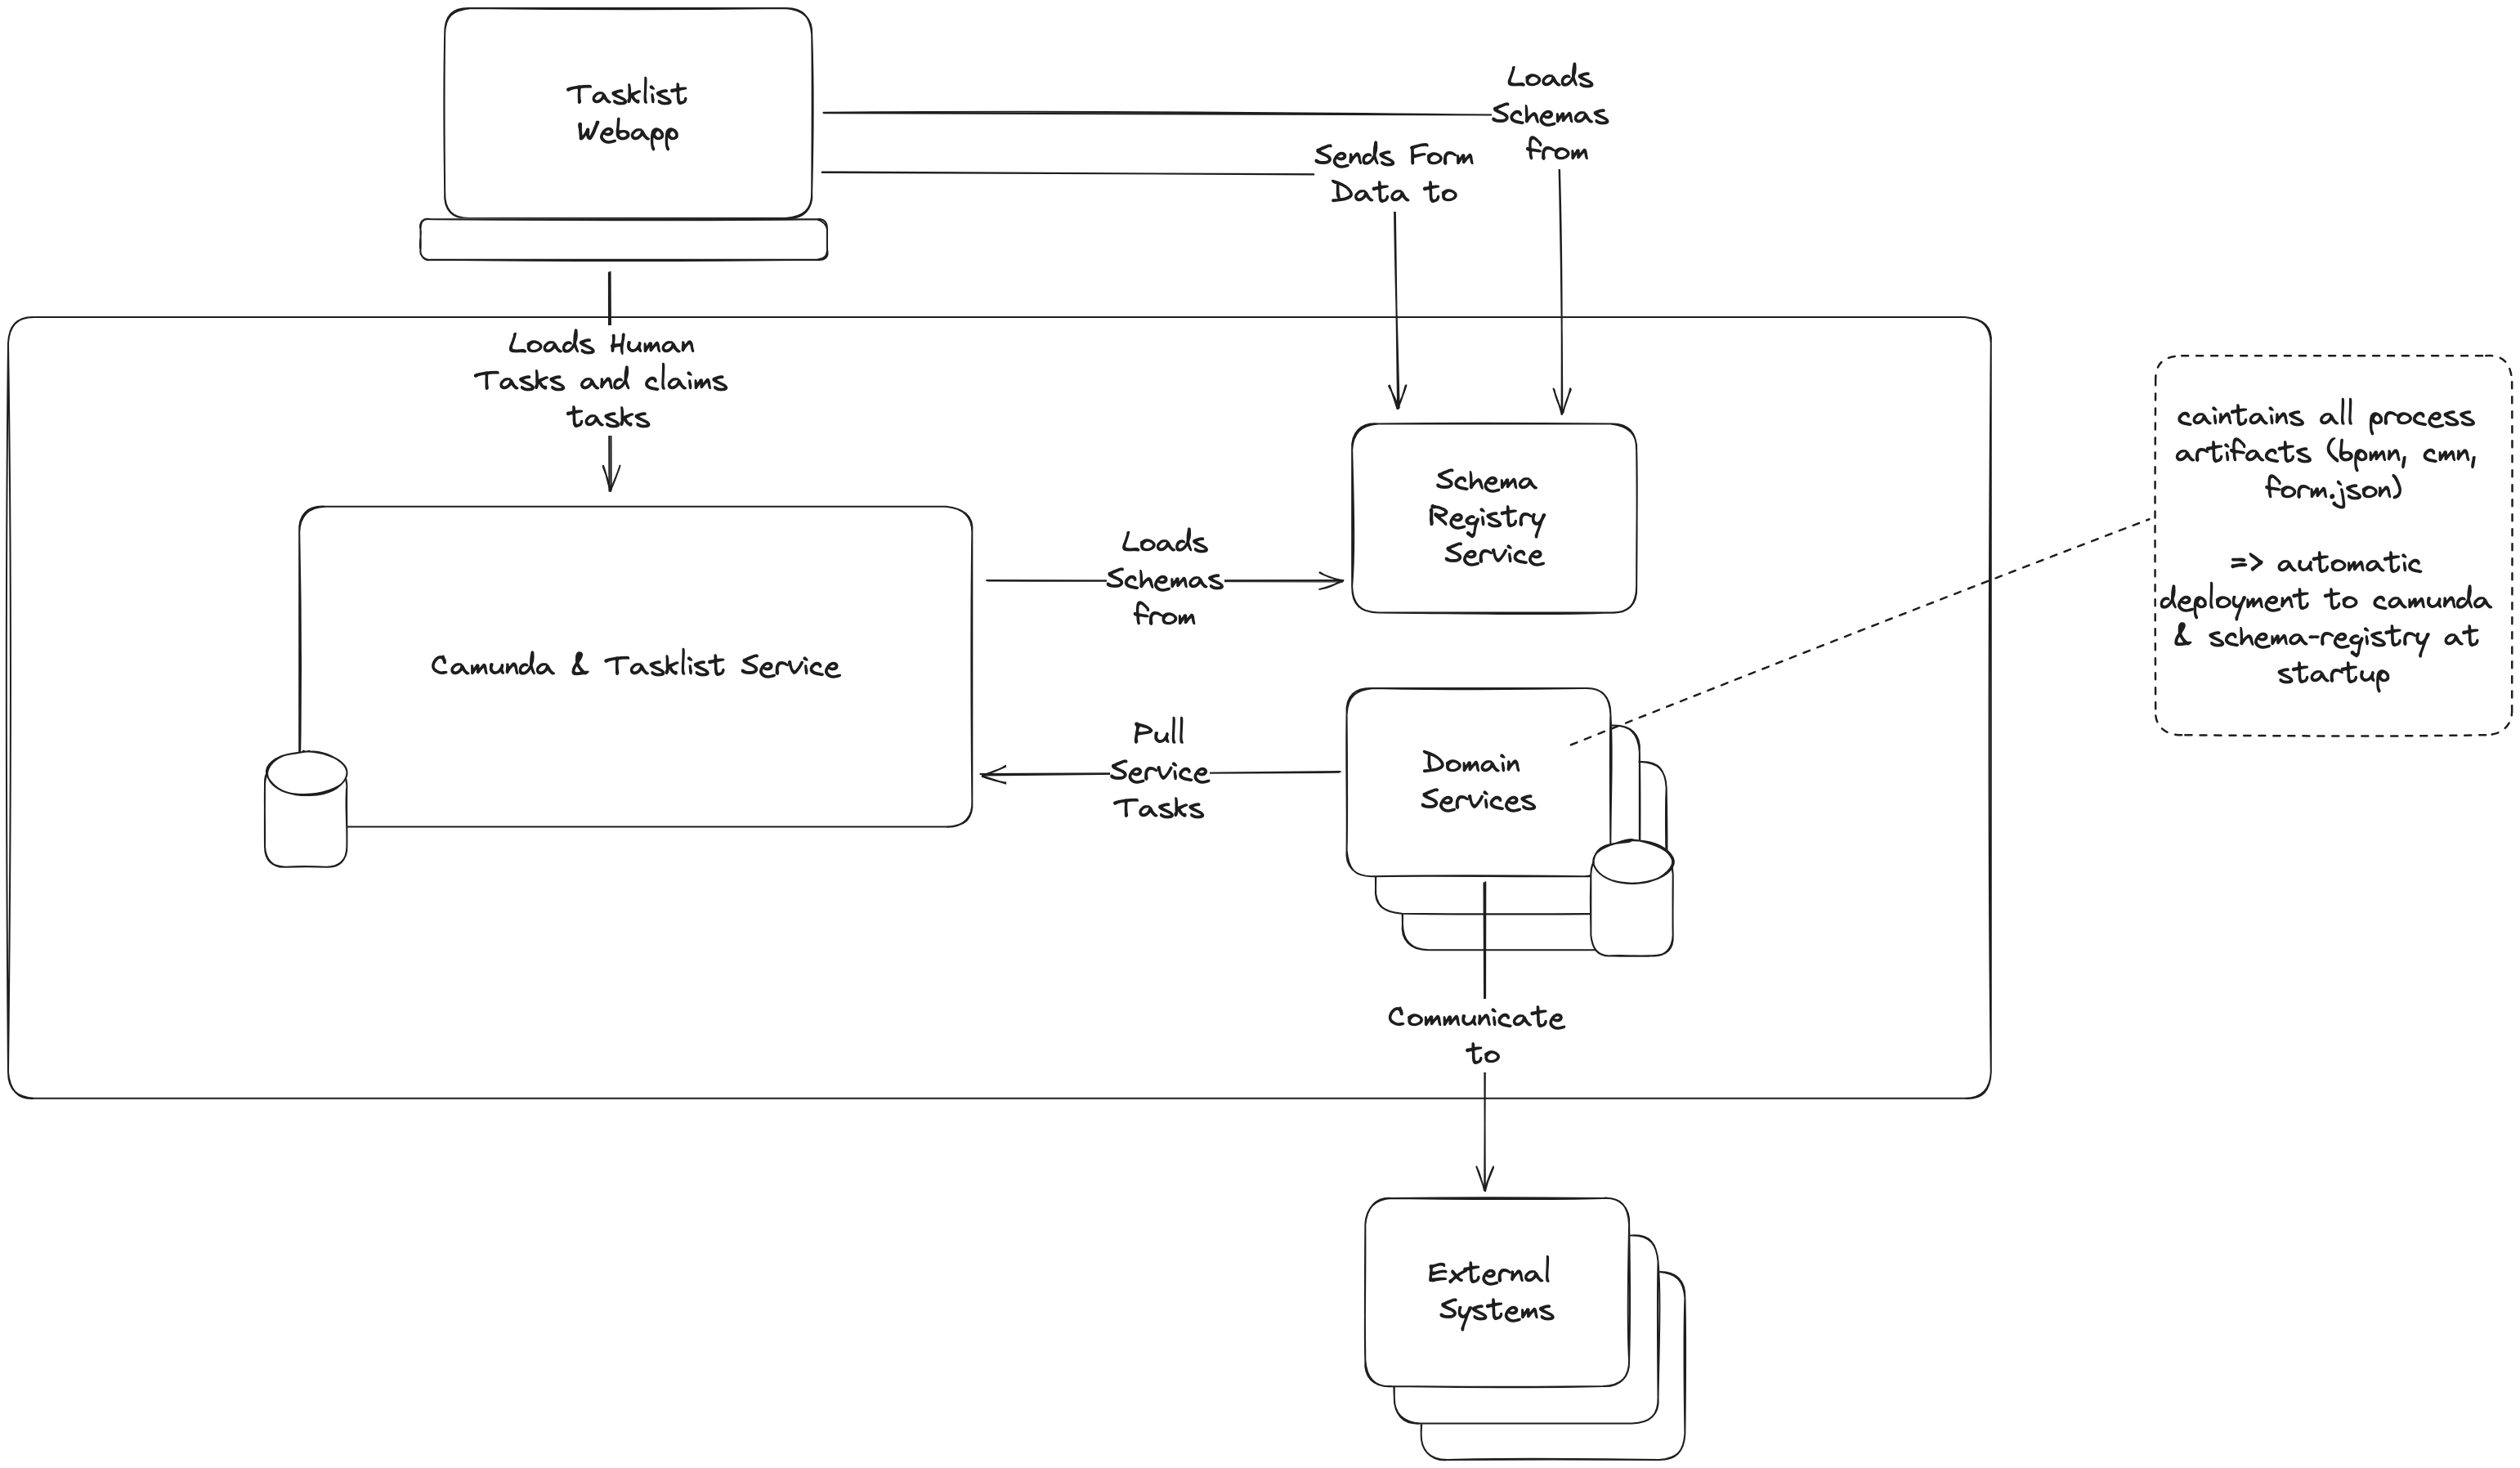 Tasklist
Webapp
Loads
Schemas
from
Sends Form
Data to
Loads Human
Tasks and claims
tasks
Schema
Registry
Service
Loads
Schemas
from
Camunda & Tasklist Service
Pull
Service
Tasks
Domain
Services
caintains all process
artifacts (bpmn, cmn,
form.json)
=> automatic
deployment to camunda
& schema-registry at
startup
Communicate
to
External
Systems